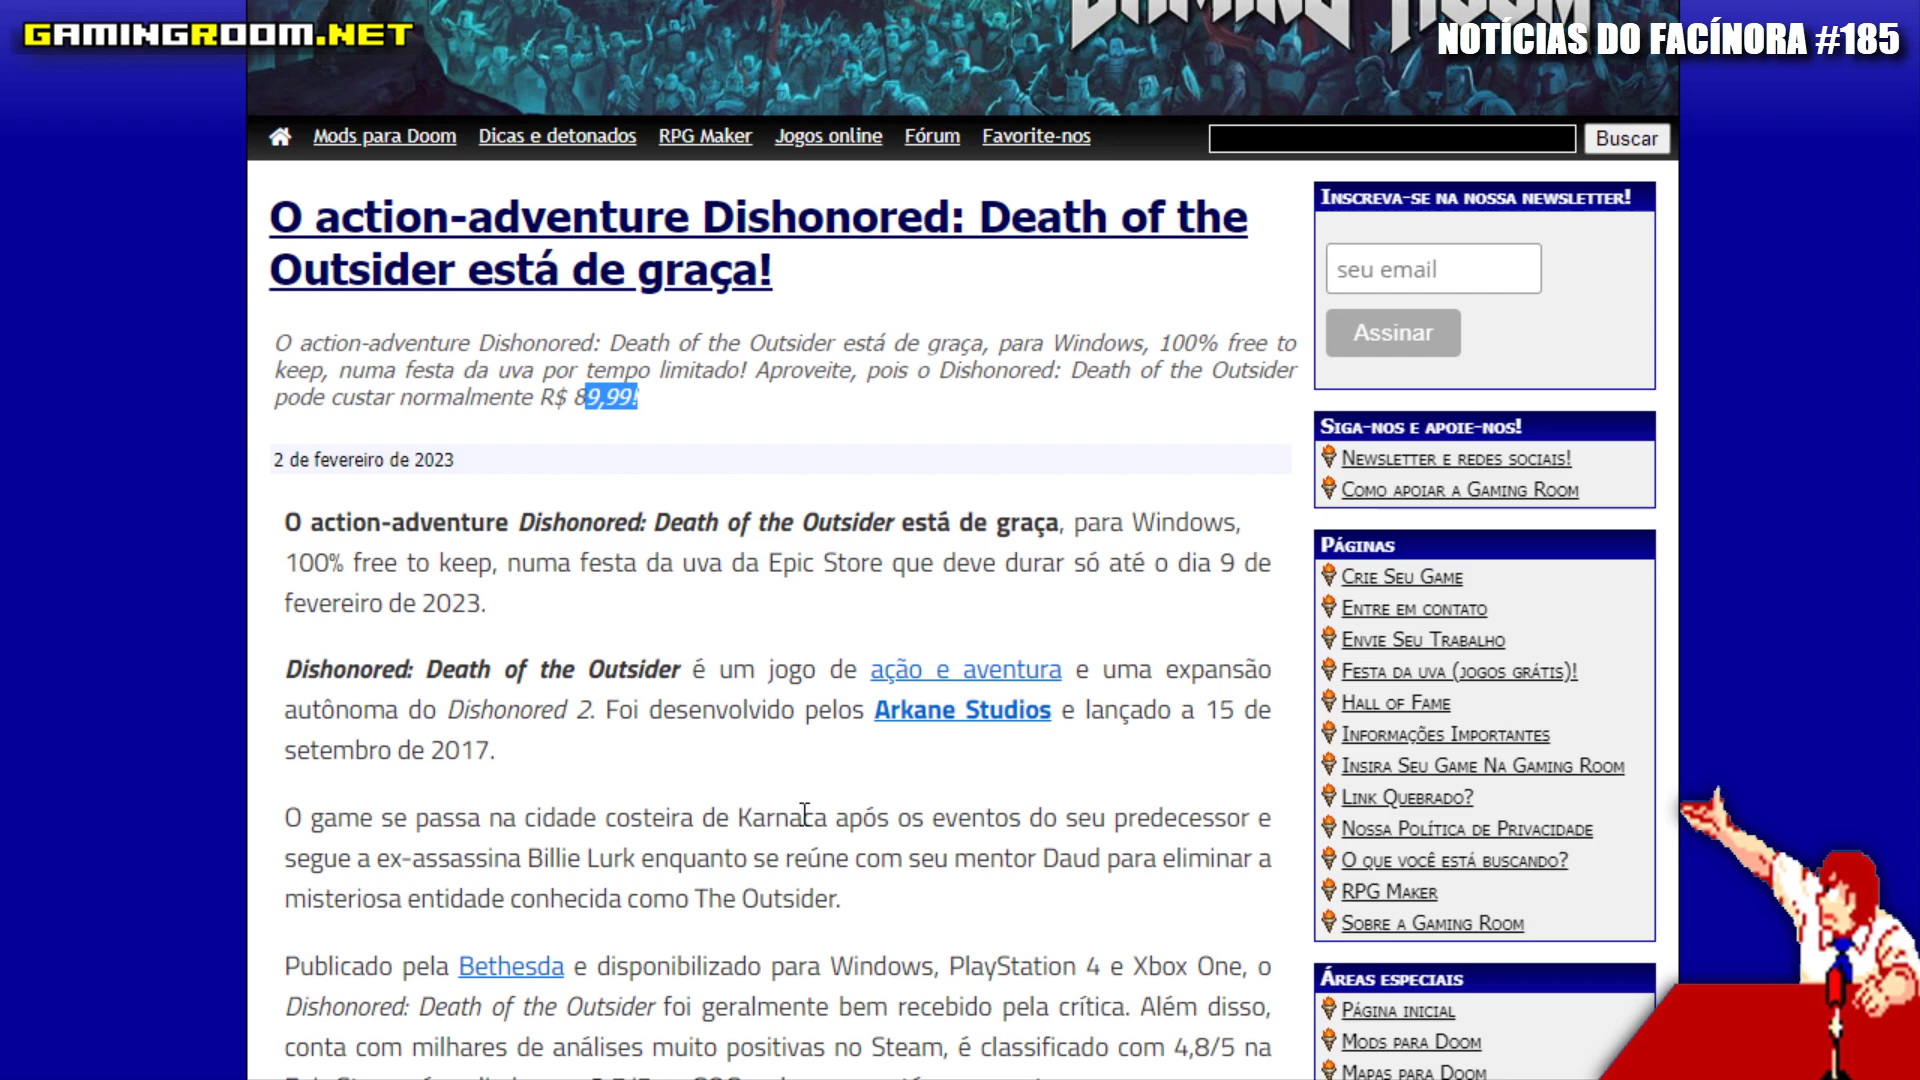 GAMINGROOM.NET
GAMING ROOM
NOTÍCIAS DO FACÍNORA #185
Mods para Doom Dicas e detonados RPG Maker Jogos online Fórum Favorite-nos Buscar
O action-adventure Dishonored: Death of the
Outsider está de graça!
O action-adventure Dishonored: Death of the Outsider está de graça, para Windows, 100% free to
keep, numa festa da uva por tempo limitado! Aproveite, pois o Dishonored: Death of the Outsider
pode custar normalmente R$ 89,99!
2 de fevereiro de 2023
O action-adventure Dishonored: Death of the Outsider está de graça, para Windows,
100% free to keep, numa festa da uva da Epic Store que deve durar só até o dia 9 de
fevereiro de 2023.
Dishonored: Death of the Outsider é um jogo de ação e aventura e uma expansão
autônoma do Dishonored 2. Foi desenvolvido pelos Arkane Studios e lançado a 15 de
setembro de 2017.
O game se passa na cidade costeira de Karnaca após os eventos do seu predecessor e
segue a ex-assassina Billie Lurk enquanto se reúne com seu mentor Daud para eliminar a
misteriosa entidade conhecida como The Outsider.
Publicado pela Bethesda e disponibilizado para Windows, PlayStation 4 e Xbox One, o
Dishonored: Death of the Outsider foi geralmente bem recebido pela crítica. Além disso,
conta com milhares de análises muito positivas no Steam, é classificado com 4,8/5 na
Inscreva-se na nossa newsletter!
seu email
Assinar
Siga-nos e apoie-nos!
Newsletter e redes sociais!
Como apoiar a Gaming Room
Páginas
Crie Seu Game
Entre em contato
Envie Seu Trabalho
Festa da uva (jogos grátis)!
Hall of Fame
Informações Importantes
Insira Seu Game Na Gaming Room
Link Quebrado?
Nossa Política de Privacidade
O que você está buscando?
RPG Maker
Sobre a Gaming Room
Áreas especiais
Página inicial
Mods para Doom
Mapas para Doom